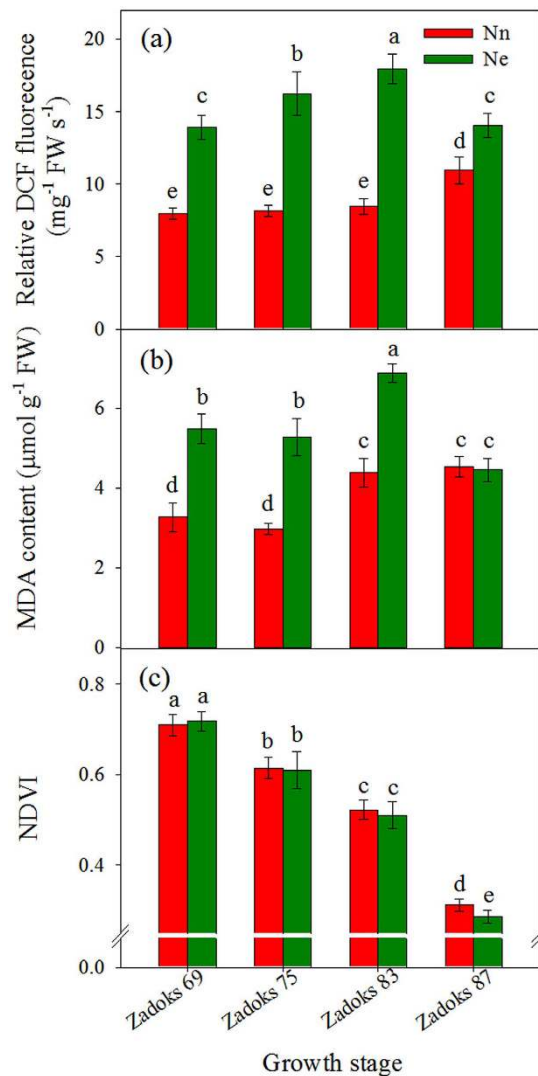 (a)
Nn
Ne
Relative DCF fluorecence
(mg⁻¹ FW s⁻¹)
20
15
10
5
0
e
c
e
b
e
a
d
c
(b)
MDA content (μmol g⁻¹ FW)
6
4
2
0
d
b
d
b
c
a
c
c
(c)
NDVI
0.8
0.6
0.4
0.0
a
a
b
b
c
c
d
e
Zadoks 69
Zadoks 75
Zadoks 83
Zadoks 87
Growth stage